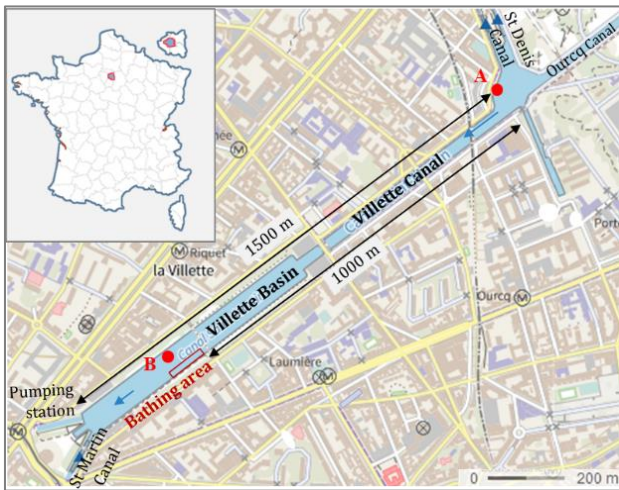 St Denis
Canal
Ourcq Canal
A
1500 m
Villette Canal
1000 m
Riquet
la Villette
Villette Basin
Porte
Ourcq
B
Canal
Laumière
Bathing area
Pumping
station
St Martin
Canal
0 200 m